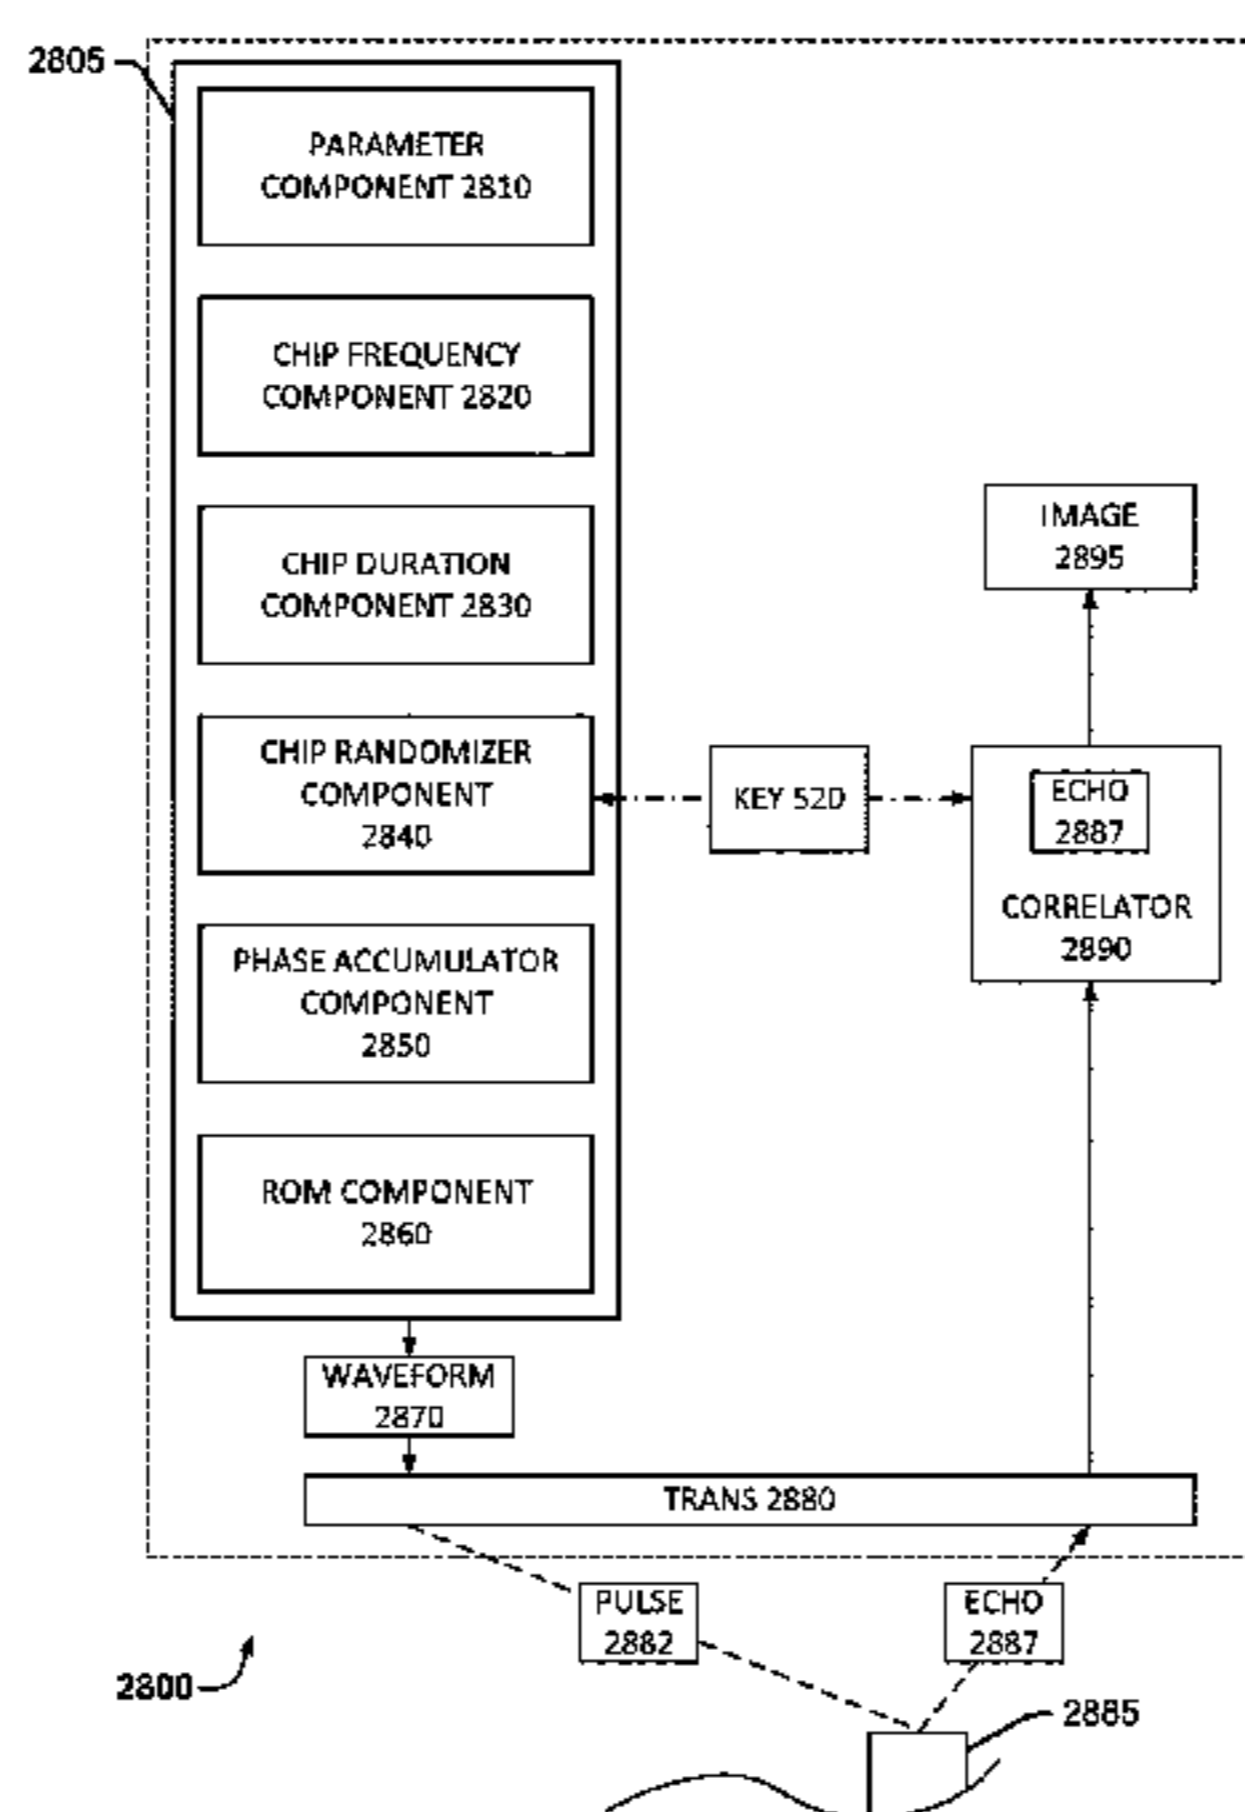 2805
PARAMETER
COMPONENT 2810
CHIP FREQUENCY
COMPONENT 2820
CHIP DURATION
COMPONENT 2830
IMAGE
2895
CHIP RANDOMIZER
COMPONENT
2840
KEY 520
ECHO
2887
CORRELATOR
2890
PHASE ACCUMULATOR
COMPONENT
2850
ROM COMPONENT
2860
WAVEFORM
2870
TRANS 2880
PULSE
2882
ECHO
2887
2800
2885